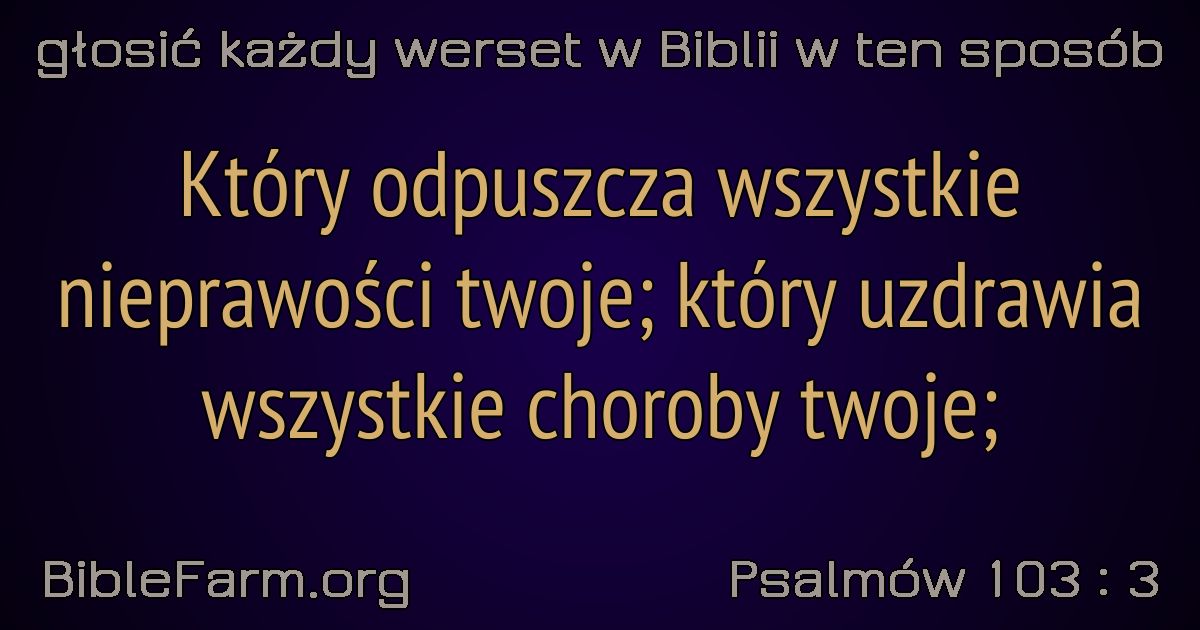 głosić każdy werset w Biblii w ten sposób
Który odpuszcza wszystkie
nieprawości twoje; który uzdrawia
wszystkie choroby twoje;
BibleFarm.org
Psalmów 103 : 3